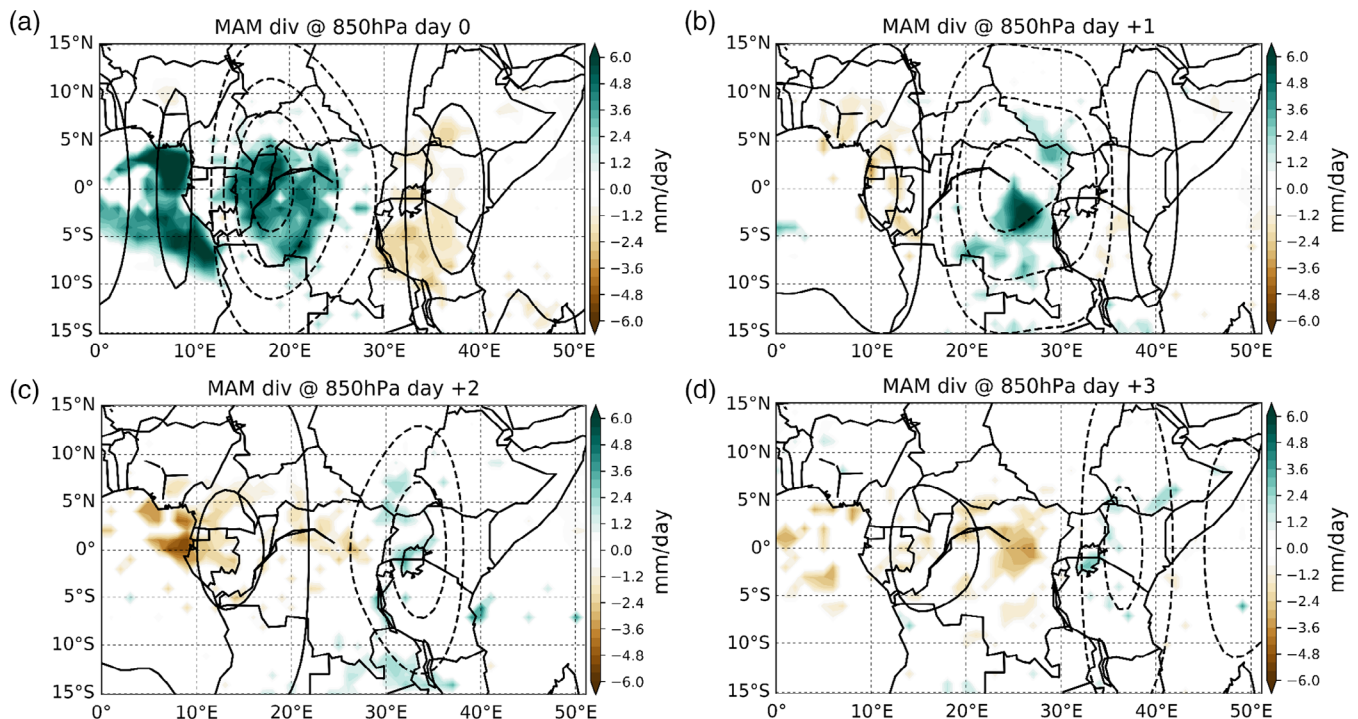 (a) MAM div @ 850hPa day 0
15°N
10°N
5°N
0°
5°S
10°S
15°S
0° 10°E 20°E 30°E 40°E 50°E
6.0
4.8
3.6
2.4
1.2
0.0
−1.2
−2.4
−3.6
−4.8
−6.0
mm/day
(b) MAM div @ 850hPa day +1
15°N
10°N
5°N
0°
5°S
10°S
15°S
0° 10°E 20°E 30°E 40°E 50°E
6.0
4.8
3.6
2.4
1.2
0.0
−1.2
−2.4
−3.6
−4.8
−6.0
mm/day
(c) MAM div @ 850hPa day +2
15°N
10°N
5°N
0°
5°S
10°S
15°S
0° 10°E 20°E 30°E 40°E 50°E
6.0
4.8
3.6
2.4
1.2
0.0
−1.2
−2.4
−3.6
−4.8
−6.0
mm/day
(d) MAM div @ 850hPa day +3
15°N
10°N
5°N
0°
5°S
10°S
15°S
0° 10°E 20°E 30°E 40°E 50°E
6.0
4.8
3.6
2.4
1.2
0.0
−1.2
−2.4
−3.6
−4.8
−6.0
mm/day